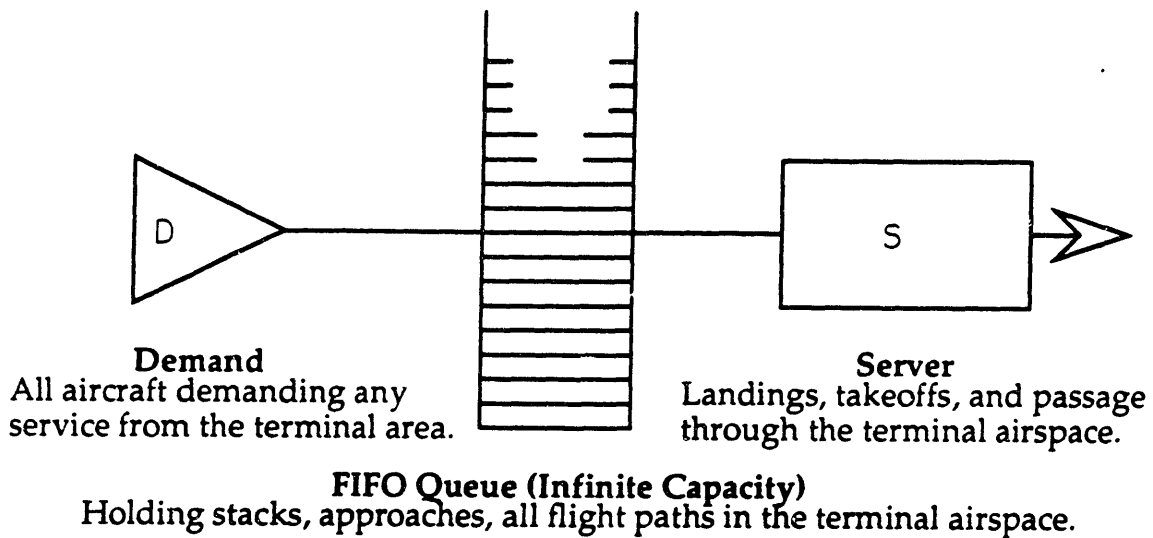 D
S
Demand
All aircraft demanding any
service from the terminal area.
Server
Landings, takeoffs, and passage
through the terminal airspace.
FIFO Queue (Infinite Capacity)
Holding stacks, approaches, all flight paths in the terminal airspace.